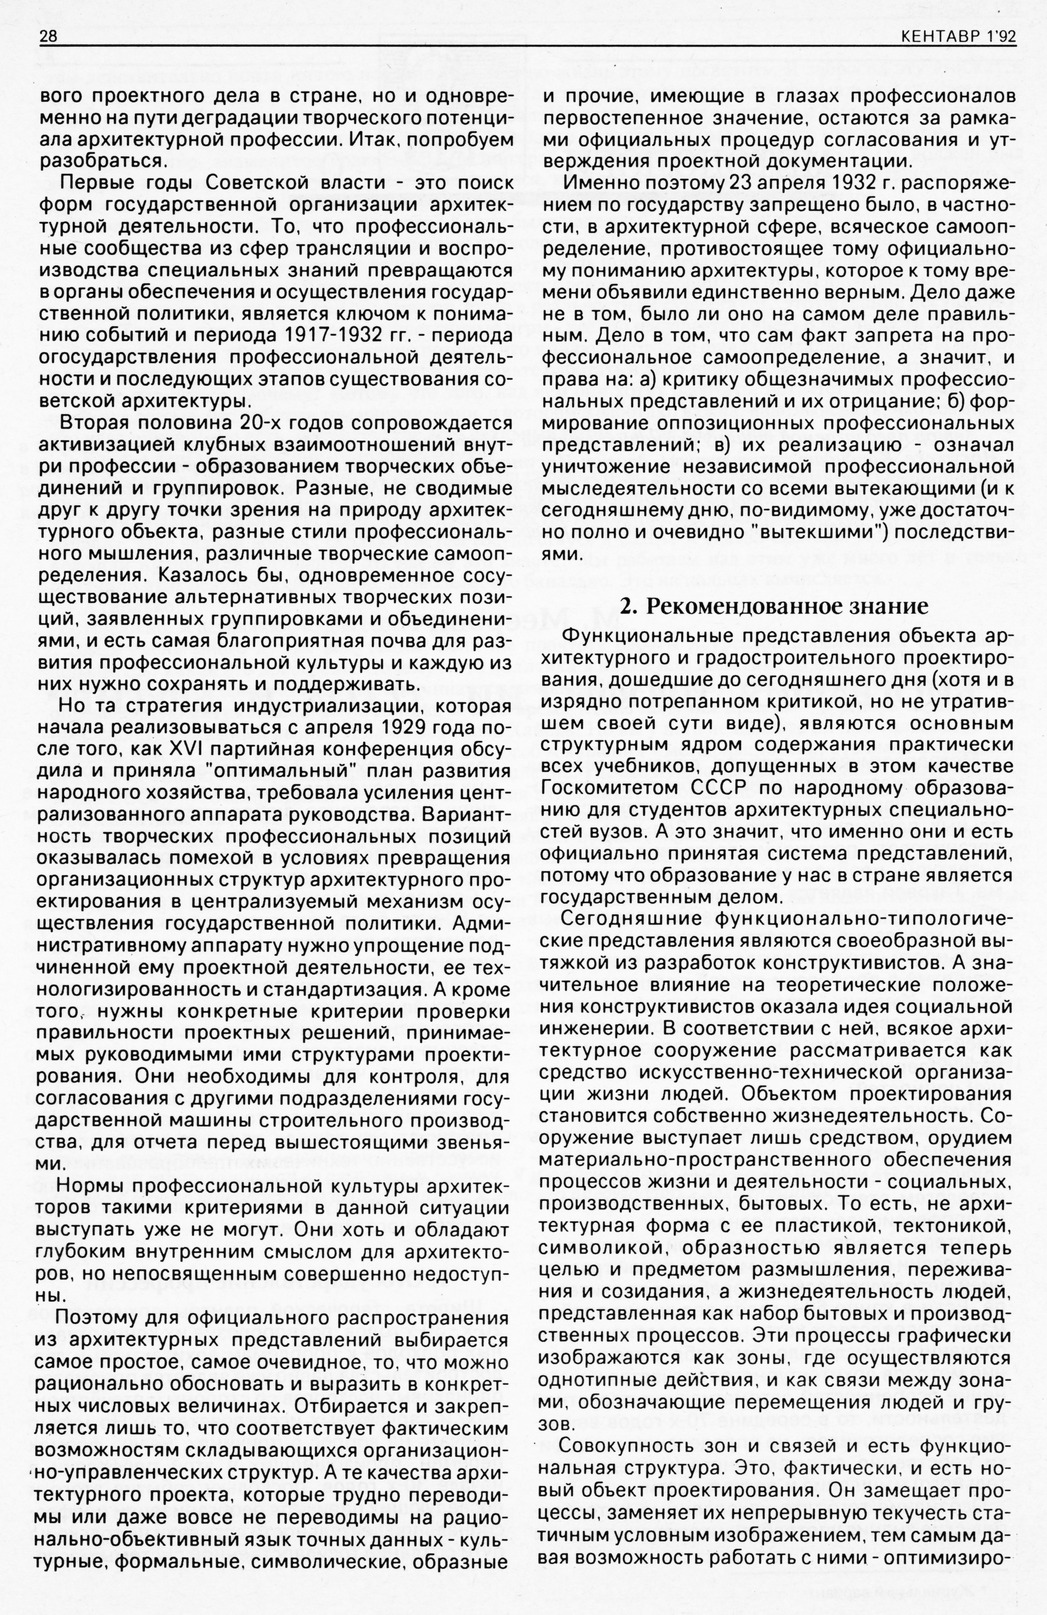 28
КЕНТАВР 1'92
вого проектного дела в стране, но и одновре-
менно на пути деградации творческого потенци-
ала архитектурной профессии. Итак, попробуем
разобраться.
Первые годы Советской власти - это поиск
форм государственной организации архитек-
турной деятельности. То, что профессиональ-
ные сообщества из сфер трансляции и воспро-
изводства специальных знаний превращаются
в органы обеспечения и осуществления государ-
ственной политики, является ключом к понима-
нию событий и периода 1917-1932 гг. - периода
огосударствления профессиональной деятель-
ности и последующих этапов существования со-
ветской архитектуры.
Вторая половина 20-х годов сопровождается
активизацией клубных взаимоотношений внут-
ри профессии - образованием творческих объе-
динений и группировок. Разные, не сводимые
друг к другу точки зрения на природу архитек-
турного объекта, разные стили профессиональ-
ного мышления, различные творческие самооп-
ределения. Казалось бы, одновременное сосу-
ществование альтернативных творческих пози-
ций, заявленных группировками и объединени-
ями, и есть самая благоприятная почва для раз-
вития профессиональной культуры и каждую из
них нужно сохранять и поддерживать.
Но та стратегия индустриализации, которая
начала реализовываться с апреля 1929 года по-
сле того, как XVI партийная конференция обсу-
дила и приняла "оптимальный" план развития
народного хозяйства, требовала усиления цент-
рализованного аппарата руководства. Вариант-
ность творческих профессиональных позиций
оказывалась помехой в условиях превращения
организационных структур архитектурного про-
ектирования в централизуемый механизм осу-
ществления государственной политики. Адми-
нистративному аппарату нужно упрощение под-
чиненной ему проектной деятельности, ее тех-
нологизированность и стандартизация. А кроме
того, нужны конкретные критерии проверки
правильности проектных решений, принимае-
мых руководимыми ими структурами проекти-
рования. Они необходимы для контроля, для
согласования с другими подразделениями госу-
дарственной машины строительного производ-
ства, для отчета перед вышестоящими звенья-
ми.
Нормы профессиональной культуры архитек-
торов такими критериями в данной ситуации
выступать уже не могут. Они хоть и обладают
глубоким внутренним смыслом для архитекто-
ров, но непосвященным совершенно недоступ-
ны.
Поэтому для официального распространения
из архитектурных представлений выбирается
самое простое, самое очевидное, то, что можно
рационально обосновать и выразить в конкрет-
ных числовых величинах. Отбирается и закреп-
ляется лишь то, что соответствует фактическим
возможностям складывающихся организацион-
но-управленческих структур. А те качества архи-
тектурного проекта, которые трудно переводи-
мы или даже вовсе не переводимы на рацио-
нально-объективный язык точных данных - куль-
турные, формальные, символические, образные
и прочие, имеющие в глазах профессионалов
первостепенное значение, остаются за рамка-
ми официальных процедур согласования и ут-
верждения проектной документации.
Именно поэтому 23 апреля 1932 г. распоряже-
нием по государству запрещено было, в частно-
сти, в архитектурной сфере, всяческое самооп-
ределение, противостоящее тому официально-
му пониманию архитектуры, которое к тому вре-
мени объявили единственно верным. Дело даже
не в том, было ли оно на самом деле правиль-
ным. Дело в том, что сам факт запрета на про-
фессиональное самоопределение, а значит, и
права на: а) критику общезначимых профессио-
нальных представлений и их отрицание; б) фор-
мирование оппозиционных профессиональных
представлений; в) их реализацию - означал
уничтожение независимой профессиональной
мыследеятельности со всеми вытекающими (и к
сегодняшнему дню, по-видимому, уже достаточ-
но полно и очевидно "вытекшими") последстви-
ями.
2. Рекомендованное знание
Функциональные представления объекта ар-
хитектурного и градостроительного проектиро-
вания, дошедшие до сегодняшнего дня (хотя и в
изрядно потрепанном критикой, но не утратив-
шем своей сути виде), являются основным
структурным ядром содержания практически
всех учебников, допущенных в этом качестве
Госкомитетом СССР по народному образова-
нию для студентов архитектурных специально-
стей вузов. А это значит, что именно они и есть
официально принятая система представлений,
потому что образование у нас в стране является
государственным делом.
Сегодняшние функционально-типологиче-
ские представления являются своеобразной вы-
тяжкой из разработок конструктивистов. А зна-
чительное влияние на теоретические положе-
ния конструктивистов оказала идея социальной
инженерии. В соответствии с ней, всякое архи-
тектурное сооружение рассматривается как
средство искусственно-технической организа-
ции жизни людей. Объектом проектирования
становится собственно жизнедеятельность. Со-
оружение выступает лишь средством, орудием
материально-пространственного обеспечения
процессов жизни и деятельности - социальных,
производственных, бытовых. То есть, не архи-
тектурная форма с ее пластикой, тектоникой,
символикой, образностью является теперь
целью и предметом размышления, пережива-
ния и созидания, а жизнедеятельность людей,
представленная как набор бытовых и производ-
ственных процессов. Эти процессы графически
изображаются как зоны, где осуществляются
однотипные действия, и как связи между зона-
ми, обозначающие перемещения людей и гру-
зов.
Совокупность зон и связей и есть функцио-
нальная структура. Это, фактически, и есть но-
вый объект проектирования. Он замещает про-
цессы, заменяет их непрерывную текучесть ста-
тичным условным изображением, тем самым да-
вая возможность работать с ними - оптимизиро-